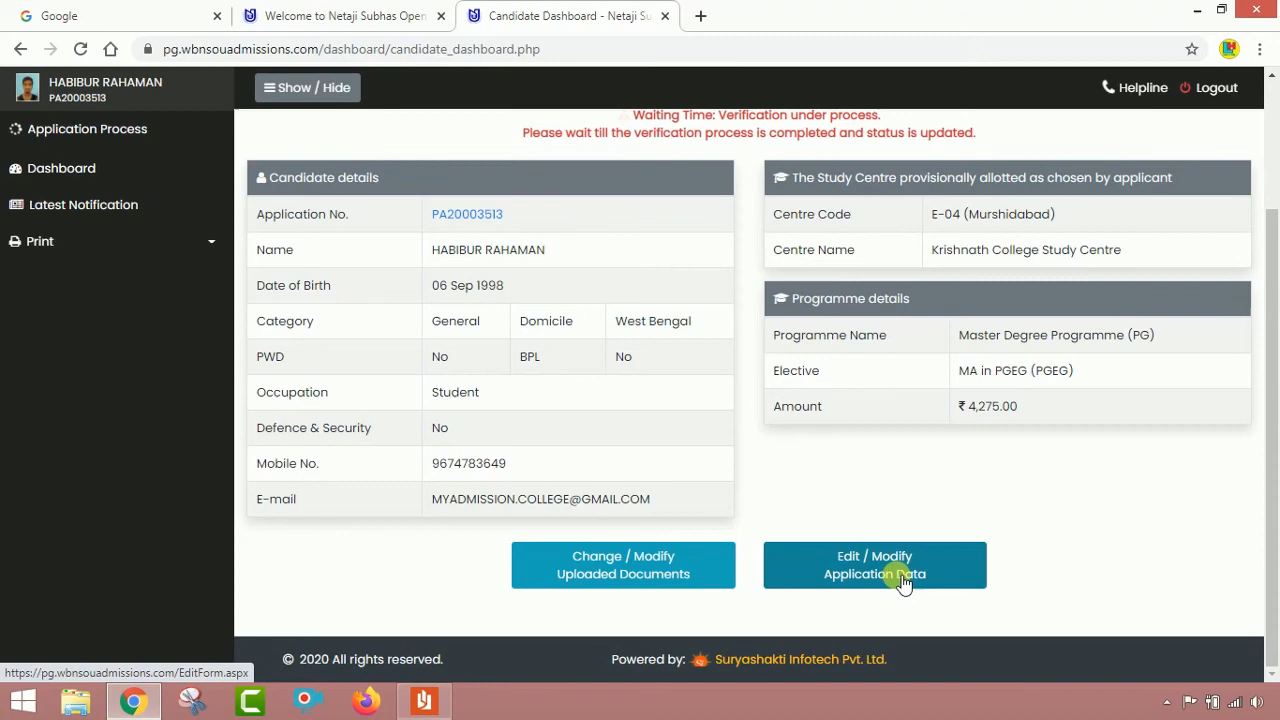 Google
Welcome to Netaji Subhas Open
Candidate Dashboard - Netaji Su
pg.wbnsouadmissions.com/dashboard/candidate_dashboard.php
HABIBUR RAHAMAN
PA20003513
Show / Hide
Helpline
Logout
Application Process
Dashboard
Latest Notification
Print
Waiting Time: Verification under process.
Please wait till the verification process is completed and status is updated.
Candidate details
Application No. PA20003513
Name HABIBUR RAHAMAN
Date of Birth 06 Sep 1998
Category General Domicile West Bengal
PWD No BPL No
Occupation Student
Defence & Security No
Mobile No. 9674783649
E-mail MYADMISSION.COLLEGE@GMAIL.COM
The Study Centre provisionally allotted as chosen by applicant
Centre Code E-04 (Murshidabad)
Centre Name Krishnath College Study Centre
Programme details
Programme Name Master Degree Programme (PG)
Elective MA in PGEG (PGEG)
Amount ₹ 4,275.00
Change / Modify
Uploaded Documents
Edit / Modify
Application Data
© 2020 All rights reserved.
Powered by: Suryashakti Infotech Pvt. Ltd.
https://pg.wbnsouadmissions.com/EditForm.aspx